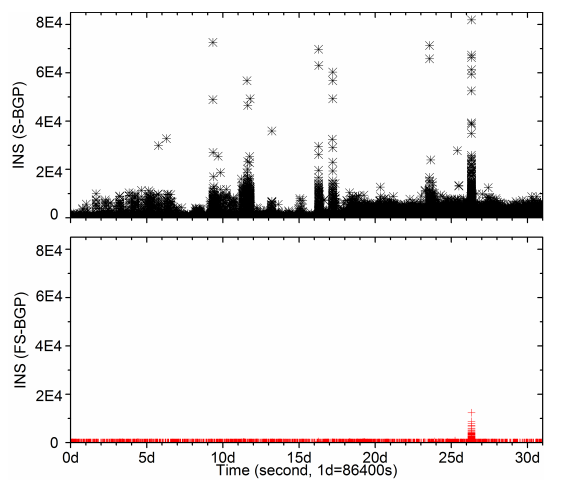 8E4
6E4
4E4
2E4
0
INS (S-BGP)
8E4
6E4
4E4
2E4
0
INS (FS-BGP)
0d 5d 10d 15d 20d 25d 30d
Time (second, 1d=86400s)